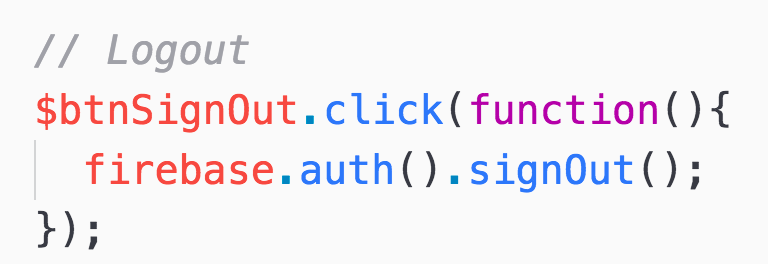 // Logout
$btnSignOut.click(function(){
  firebase.auth().signOut();
});